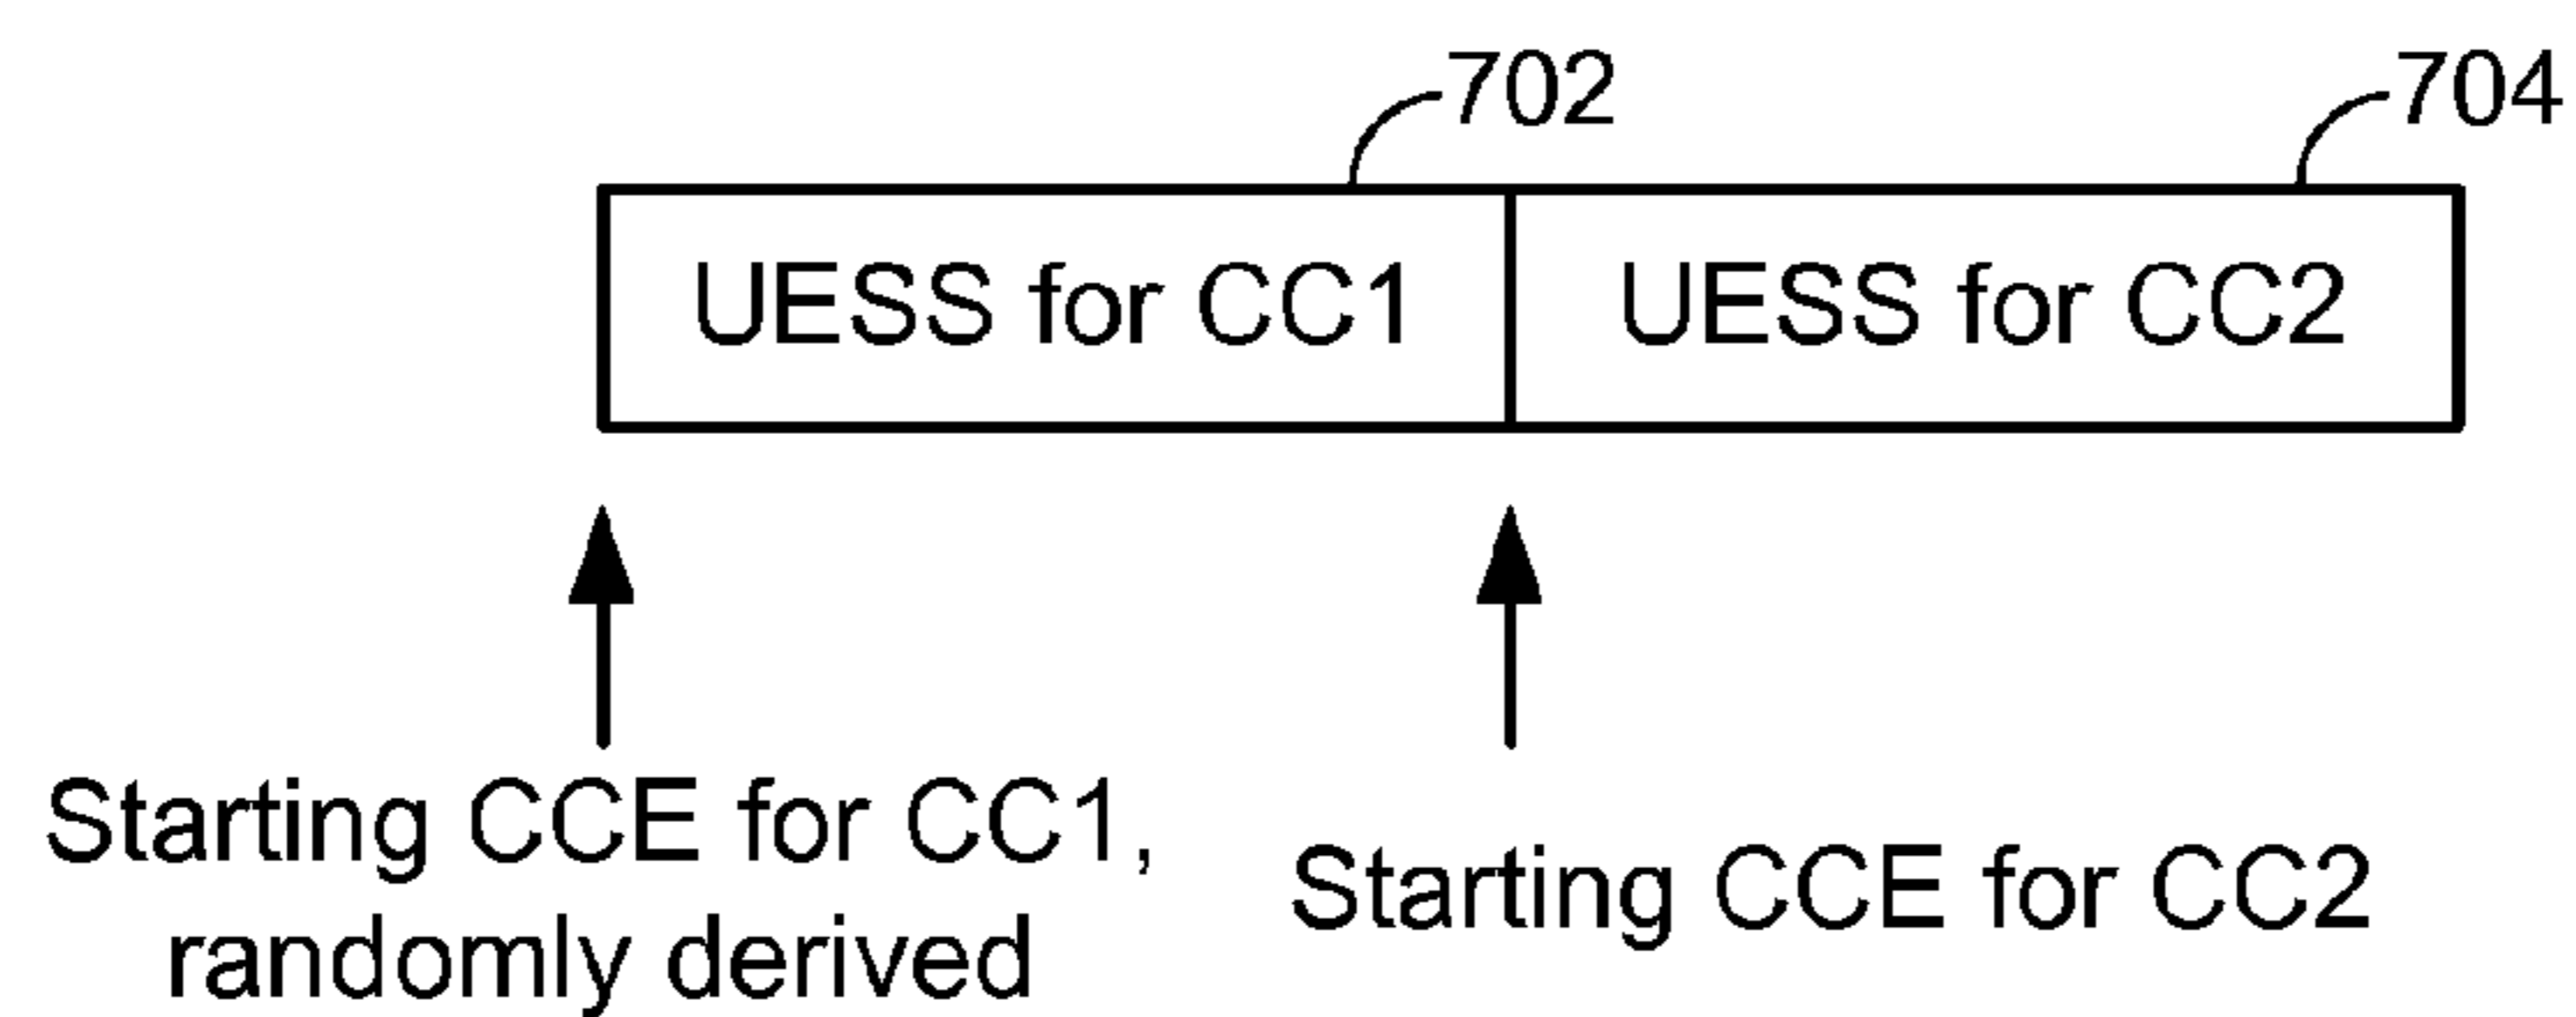 702
704
UESS for CC1
UESS for CC2
Starting CCE for CC1,
randomly derived
Starting CCE for CC2